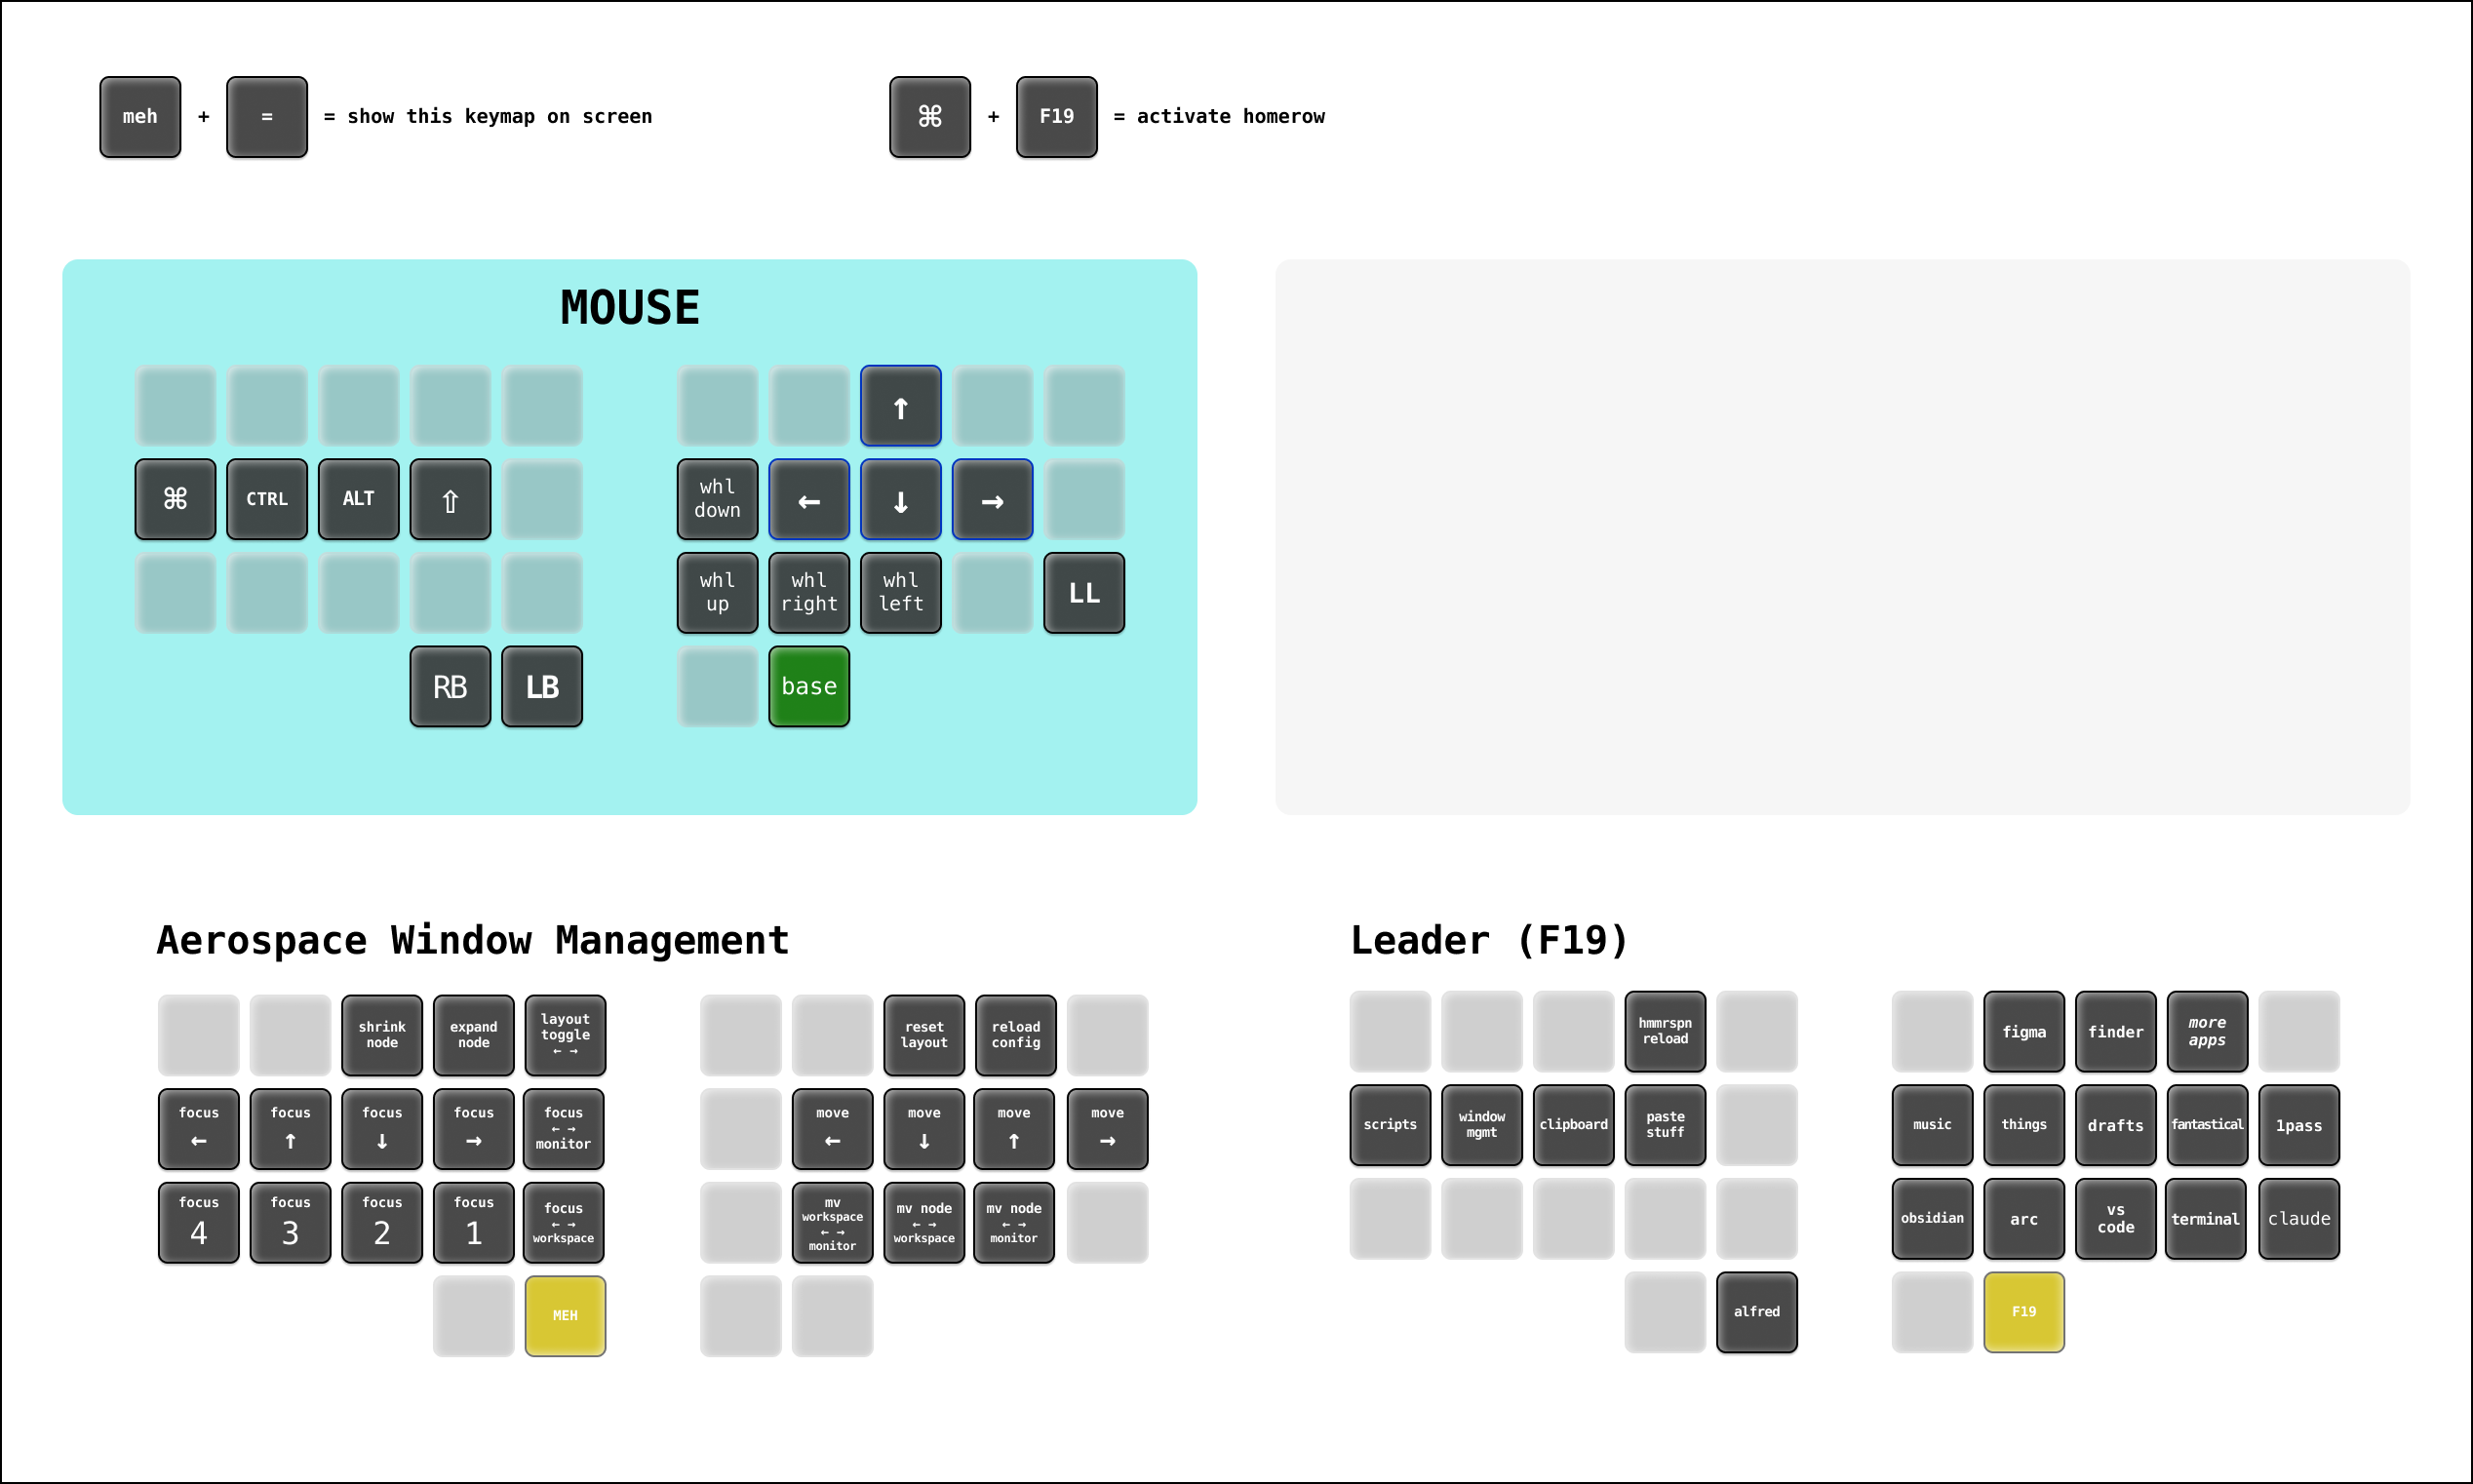 meh + = = show this keymap on screen
⌘ + F19 = activate homerow
MOUSE
↑
⌘ CTRL ALT ⇧
whl
down
← ↓ →
whl
up
whl
right
whl
left
LL
RB LB
base
Aerospace Window Management
shrink
node
expand
node
layout
toggle
← →
reset
layout
reload
config
focus
←
focus
↑
focus
↓
focus
→
focus
← →
monitor
move
←
move
↓
move
↑
move
→
focus
4
focus
3
focus
2
focus
1
focus
← →
workspace
mv
workspace
← →
monitor
mv node
← →
workspace
mv node
← →
monitor
MEH
Leader (F19)
hmmrspn
reload
figma
finder
more
apps
scripts
window
mgmt
clipboard
paste
stuff
music
things
drafts
fantastical
1pass
obsidian
arc
vs
code
terminal
claude
alfred
F19